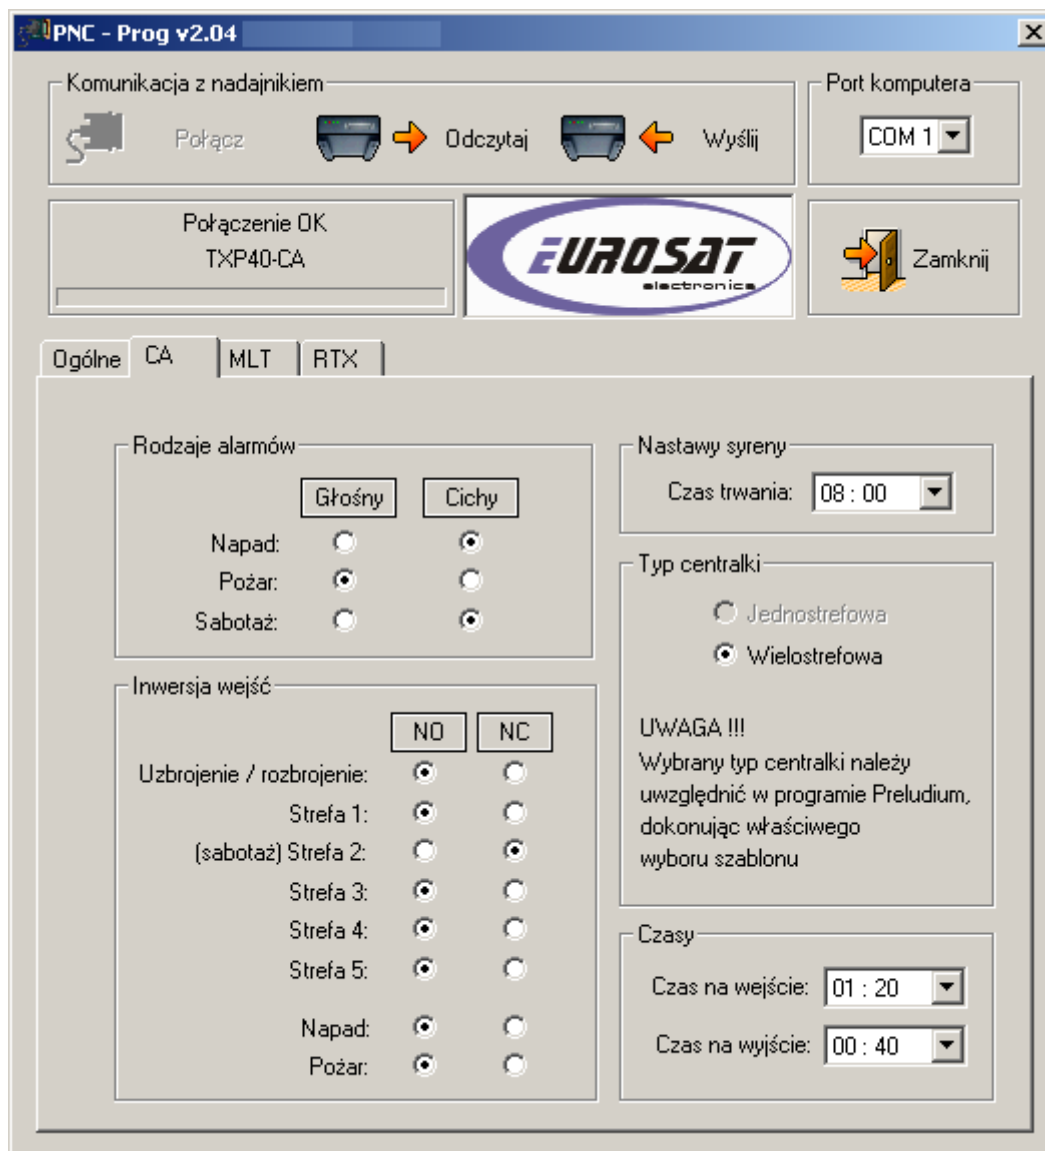 PNC - Prog v2.04
Komunikacja z nadajnikiem
Połącz
Odczytaj
Wyślij
Port komputera
COM 1
Połączenie OK
TXP40-CA
EUROSAT
electronics
Zamknij
Ogólne
CA
MLT
RTX
Rodzaje alarmów
Głośny
Cichy
Napad:
Pożar:
Sabotaż:
Inwersja wejść
NO
NC
Uzbrojenie / rozbrojenie:
Strefa 1:
(sabotaż) Strefa 2:
Strefa 3:
Strefa 4:
Strefa 5:
Napad:
Pożar:
Nastawy syreny
Czas trwania:
08 : 00
Typ centralki
Jednostrefowa
Wielostrefowa
UWAGA !!!
Wybrany typ centralki należy
uwzględnić w programie Preludium,
dokonując właściwego
wyboru szablonu
Czasy
Czas na wejście:
01 : 20
Czas na wyjście:
00 : 40